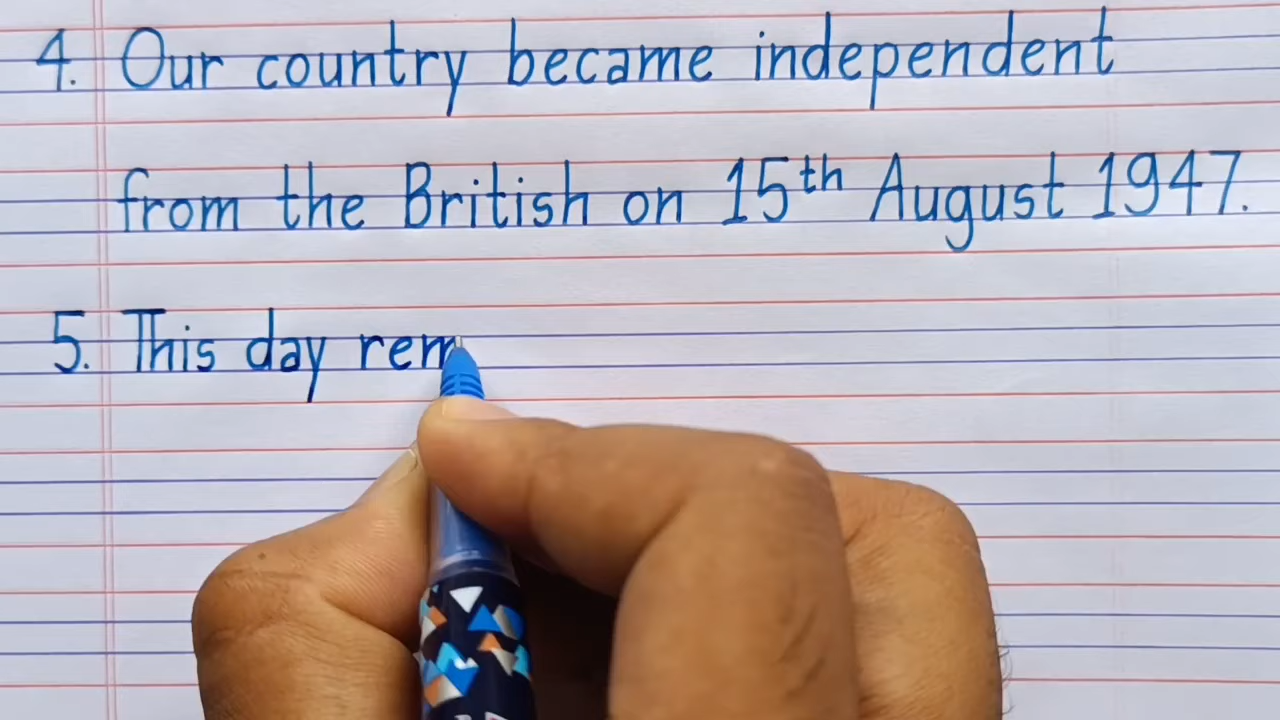 4. Our country became independent
from the British on 15th August 1947.
5. This day rem